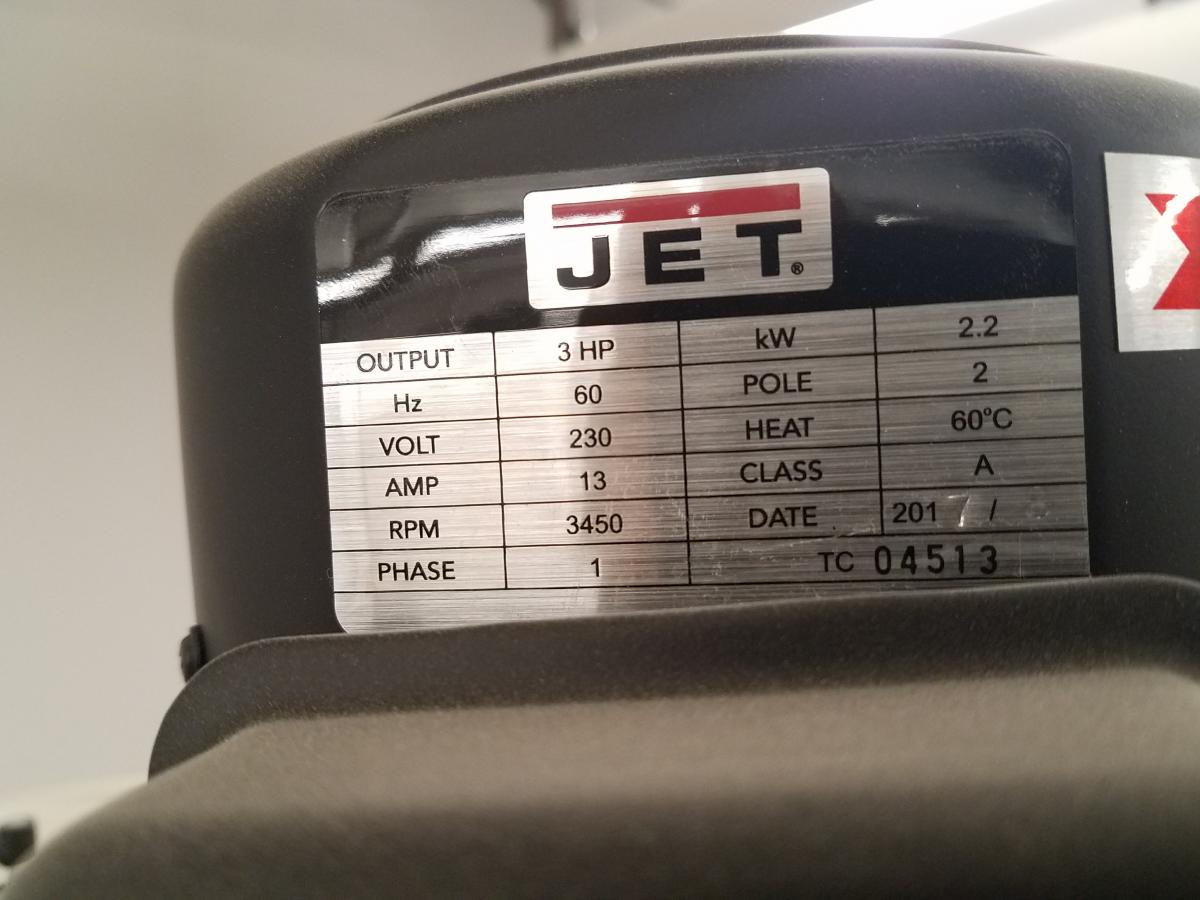 JET®
OUTPUT 3 HP kW 2.2
Hz 60 POLE 2
VOLT 230 HEAT 60°C
AMP 13 CLASS A
RPM 3450 DATE 2017 /
PHASE 1 TC 04513